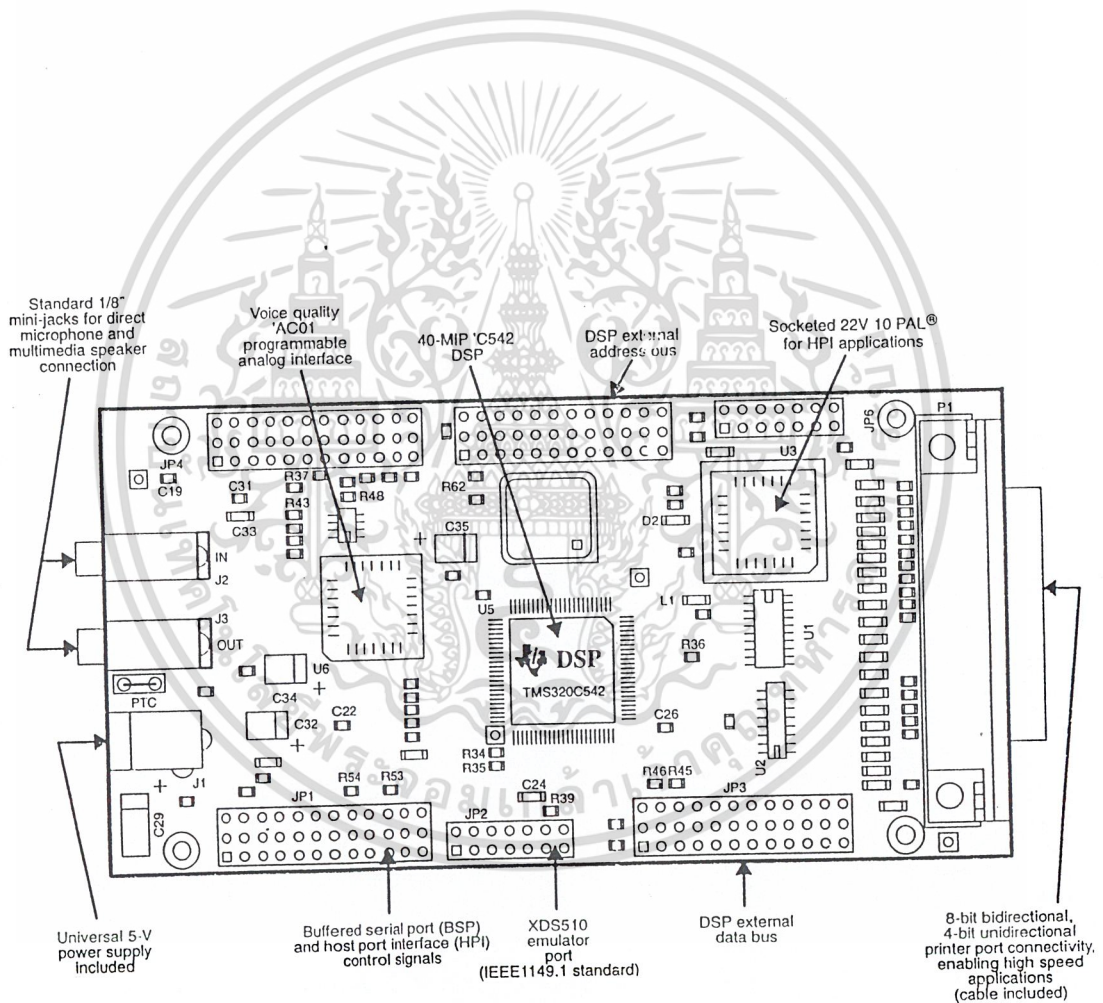 Standard 1/8"
mini-jacks for direct
microphone and
multimedia speaker
connection
Voice quality
'AC01
programmable
analog interface
40-MIP 'C542
DSP
DSP external
address bus
Socketed 22V 10 PAL®
for HPI applications
JP4
C19
C31
C33
R37
R43
R48
R62
C35
D2
U3
JP6
P1
IN
J2
J3
OUT
PTC
U6
C34
C32
C22
U5
DSP
TMS320C542
L1
R36
U1
U2
C26
R34
R35
J1
C29
R54
R53
JP1
JP2
C24
R39
R46
R45
JP3
Universal 5-V
power supply
included
Buffered serial port (BSP)
and host port interface (HPI)
control signals
XDS510
emulator
port
(IEEE1149.1 standard)
DSP external
data bus
8-bit bidirectional,
4-bit unidirectional
printer port connectivity,
enabling high speed
applications
(cable included)